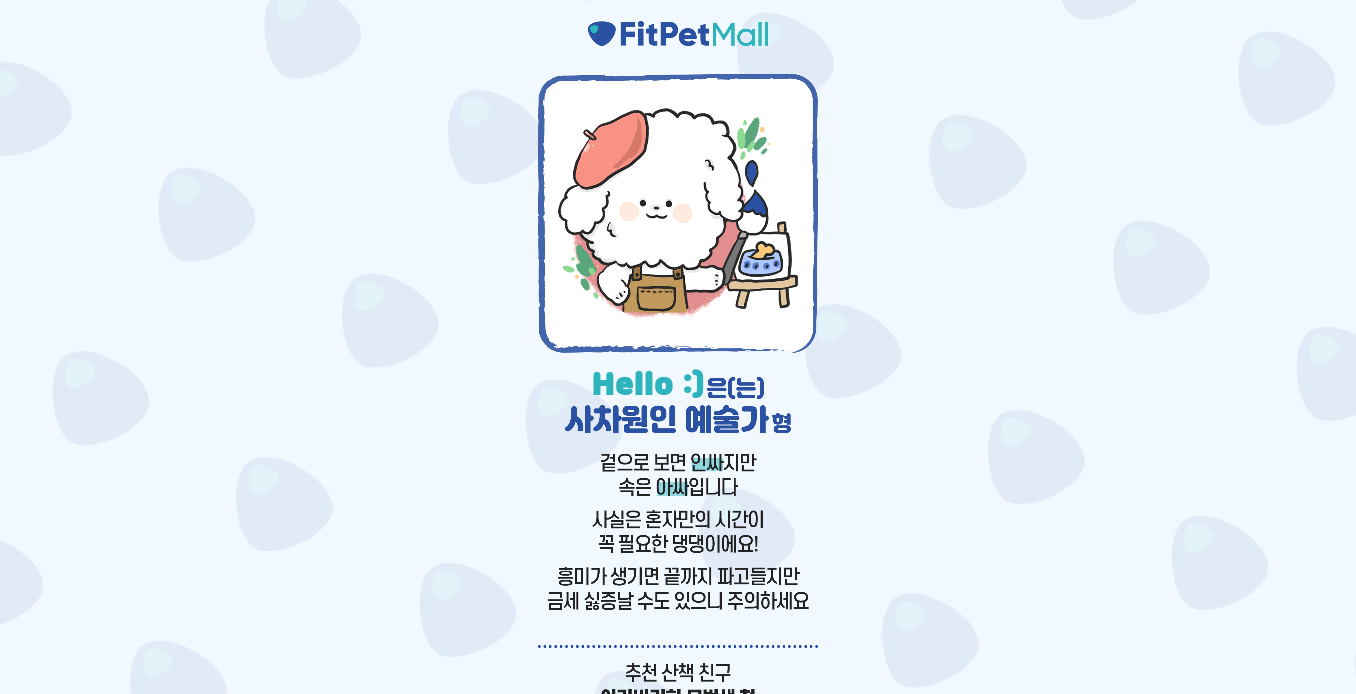 FitPetMall
Hello :)은(는)
사차원인 예술가형
겉으로 보면 인싸지만
속은 아싸입니다
사실은 혼자만의 시간이
꼭 필요한 댕댕이에요!
흥미가 생기면 끝까지 파고들지만
금세 싫증날 수도 있으니 주의하세요
추천 산책 친구